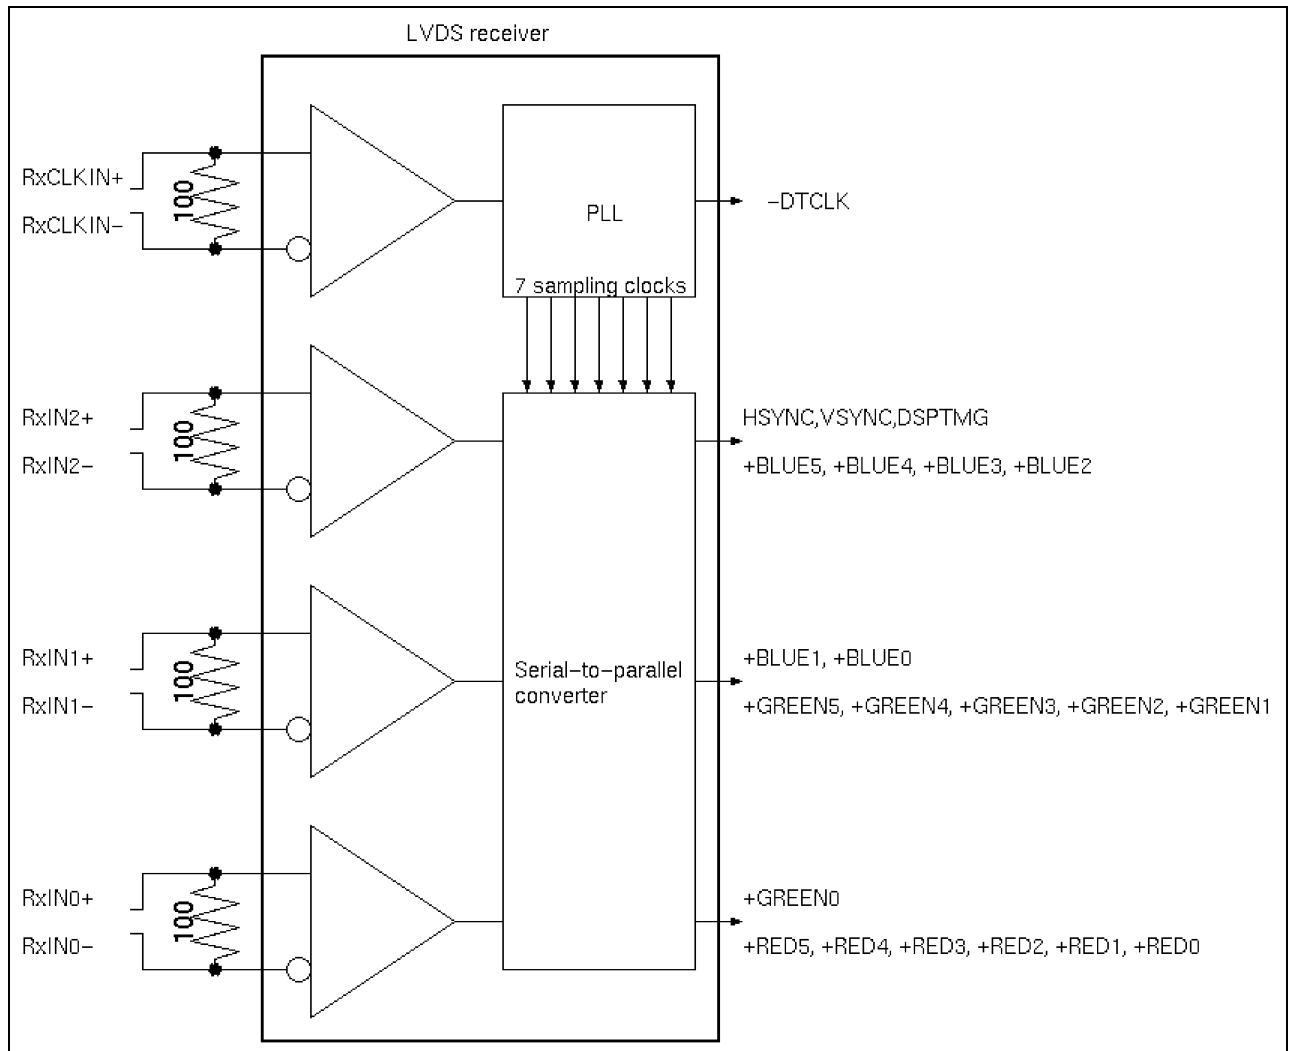 LVDS receiver
RxCLKIN+
100
RxCLKIN-
PLL
-DTCLK
7 sampling clocks
RxIN2+
100
RxIN2-
HSYNC,VSYNC,DSPTMG
+BLUE5, +BLUE4, +BLUE3, +BLUE2
RxIN1+
100
RxIN1-
Serial-to-parallel
converter
+BLUE1, +BLUE0
+GREEN5, +GREEN4, +GREEN3, +GREEN2, +GREEN1
RxIN0+
100
RxIN0-
+GREEN0
+RED5, +RED4, +RED3, +RED2, +RED1, +RED0